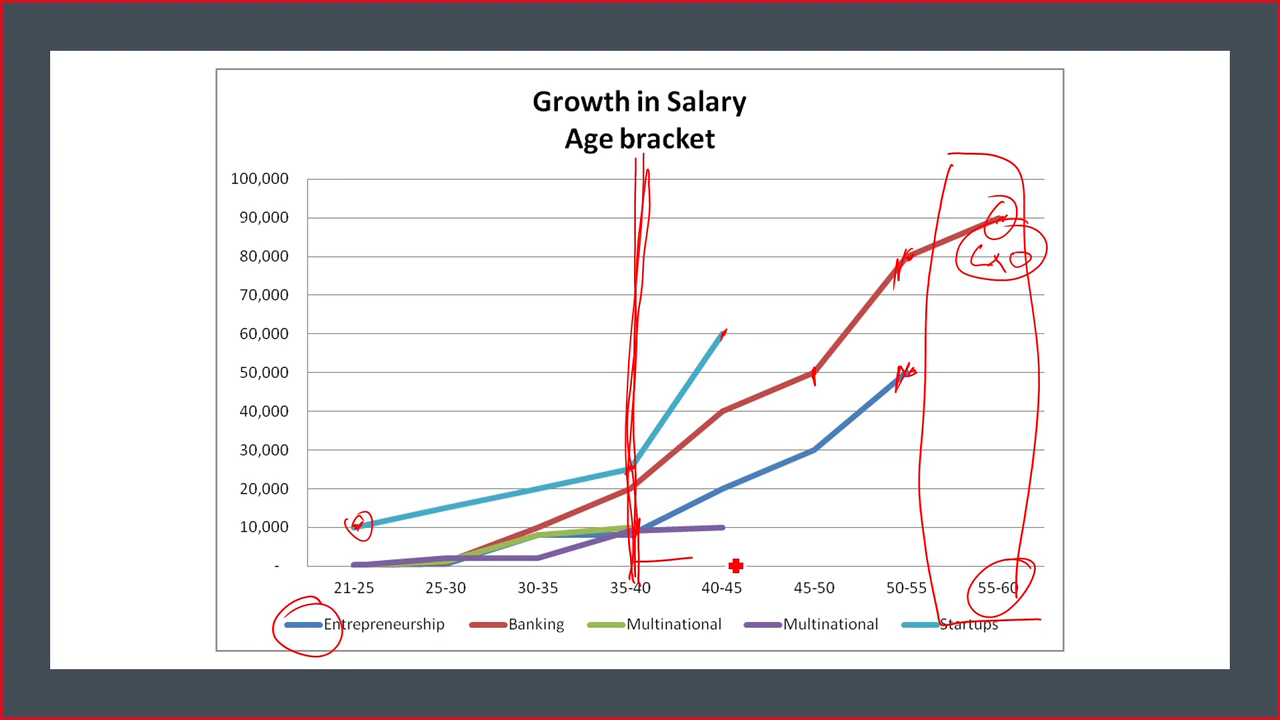 Growth in Salary
Age bracket
100,000
90,000
80,000
70,000
60,000
50,000
40,000
30,000
20,000
10,000
-
CXO
21-25 25-30 30-35 35-40 40-45 45-50 50-55 55-60
Entrepreneurship Banking Multinational Multinational Startups